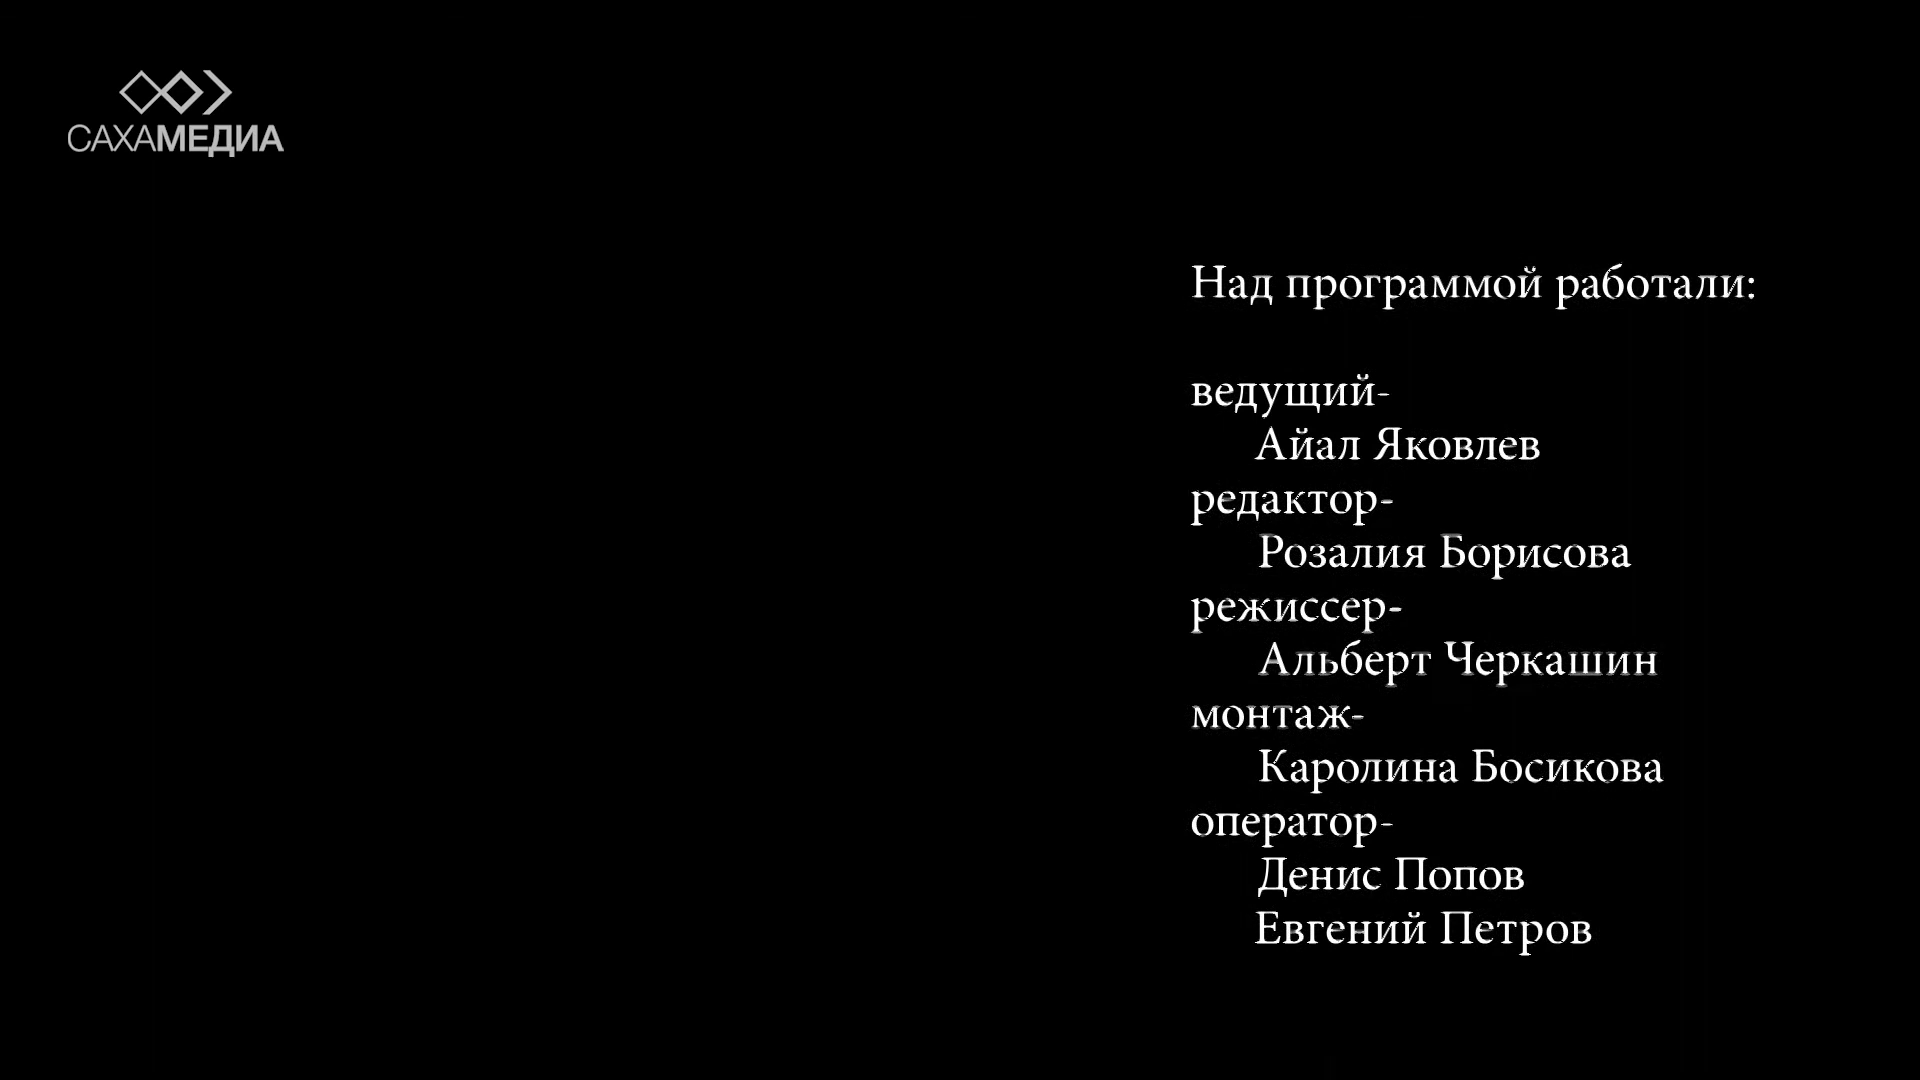 САХАМЕДИА
Над программой работали:
ведущий-
Айал Яковлев
редактор-
Розалия Борисова
режиссер-
Альберт Черкашин
монтаж-
Каролина Босикова
оператор-
Денис Попов
Евгений Петров